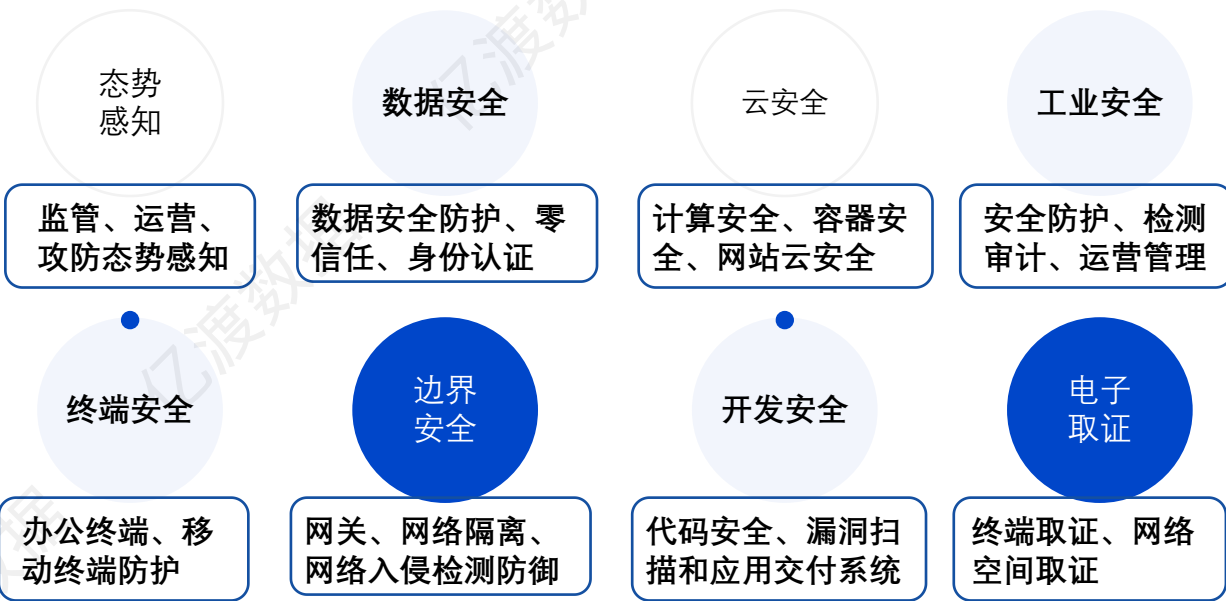 态势
感知
数据安全
云安全
工业安全
监管、运营、
攻防态势感知
数据安全防护、零
信任、身份认证
计算安全、容器安
全、网站云安全
安全防护、检测
审计、运营管理
终端安全
边界
安全
开发安全
电子
取证
办公终端、移
动终端防护
网关、网络隔离、
网络入侵检测防御
代码安全、漏洞扫
描和应用交付系统
终端取证、网络
空间取证
亿渡数据